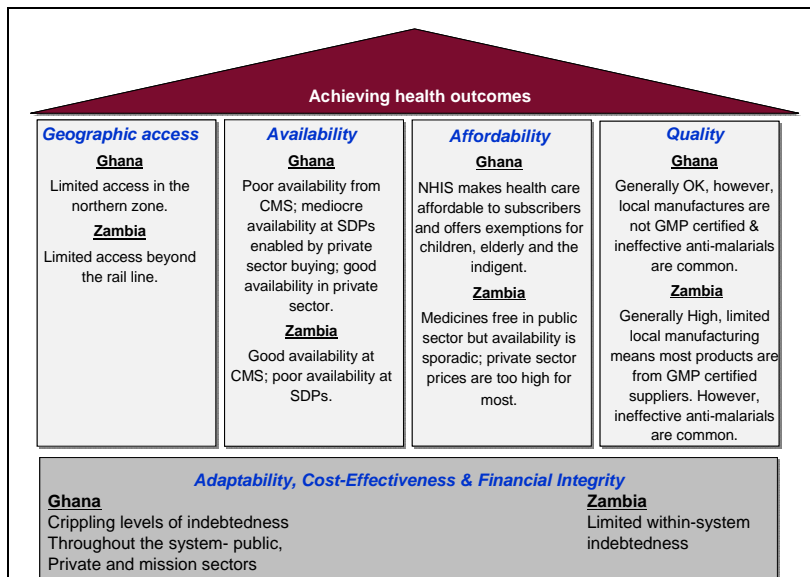 Achieving health outcomes
Geographic access
Ghana
Limited access in the
northern zone.
Zambia
Limited access beyond
the rail line.
Availability
Ghana
Poor availability from
CMS; mediocre
availability at SDPs
enabled by private
sector buying; good
availability in private
sector.
Zambia
Good availability at
CMS; poor availability at
SDPs.
Affordability
Ghana
NHIS makes health care
affordable to subscribers
and offers exemptions for
children, elderly and the
indigent.
Zambia
Medicines free in public
sector but availability is
sporadic; private sector
prices are too high for
most.
Quality
Ghana
Generally OK, however,
local manufactures are
not GMP certified &
ineffective anti-malarials
are common.
Zambia
Generally High, limited
local manufacturing
means most products are
from GMP certified
suppliers. However,
ineffective anti-malarials
are common.
Adaptability, Cost-Effectiveness & Financial Integrity
Ghana
Crippling levels of indebtedness
Throughout the system- public,
Private and mission sectors
Zambia
Limited within-system
indebtedness